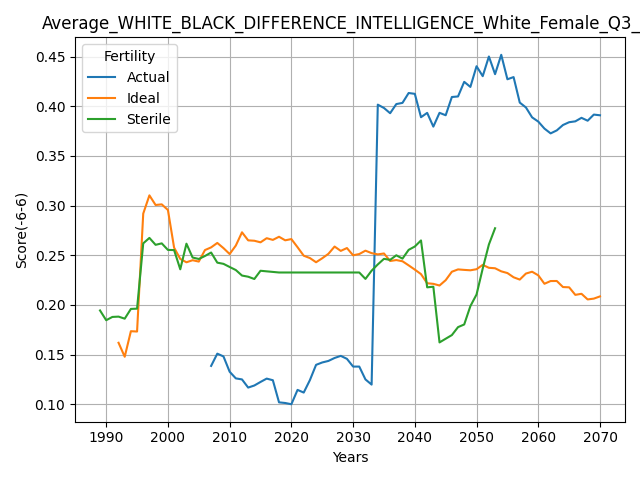 Average_WHITE_BLACK_DIFFERENCE_INTELLIGENCE_White_Female_Q3_
Fertility
Actual
Ideal
Sterile
Score(-6-6)
0.45
0.40
0.35
0.30
0.25
0.20
0.15
0.10
1990 2000 2010 2020 2030 2040 2050 2060 2070
Years